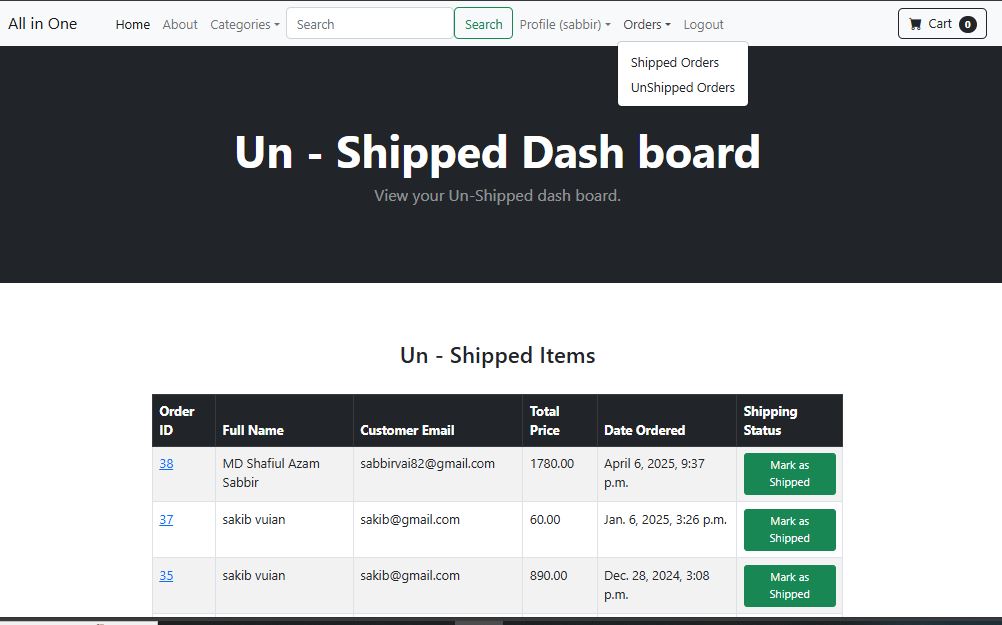 All in One Home About Categories Search Search Profile (sabbir) Orders Logout Cart 0
Shipped Orders
UnShipped Orders
Un - Shipped Dash board
View your Un-Shipped dash board.
Un - Shipped Items
Order ID Full Name Customer Email Total Price Date Ordered Shipping Status
38 MD Shafiul Azam Sabbir sabbirvai82@gmail.com 1780.00 April 6, 2025, 9:37 p.m. Mark as Shipped
37 sakib vuian sakib@gmail.com 60.00 Jan. 6, 2025, 3:26 p.m. Mark as Shipped
35 sakib vuian sakib@gmail.com 890.00 Dec. 28, 2024, 3:08 p.m. Mark as Shipped